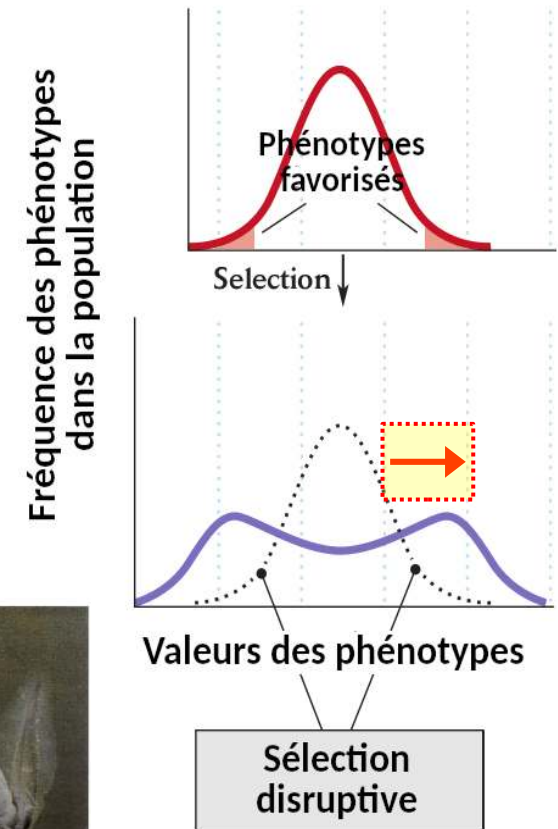 Fréquence des phénotypes
dans la population
Phénotypes
favorisés
Selection
Valeurs des phénotypes
Sélection
disruptive